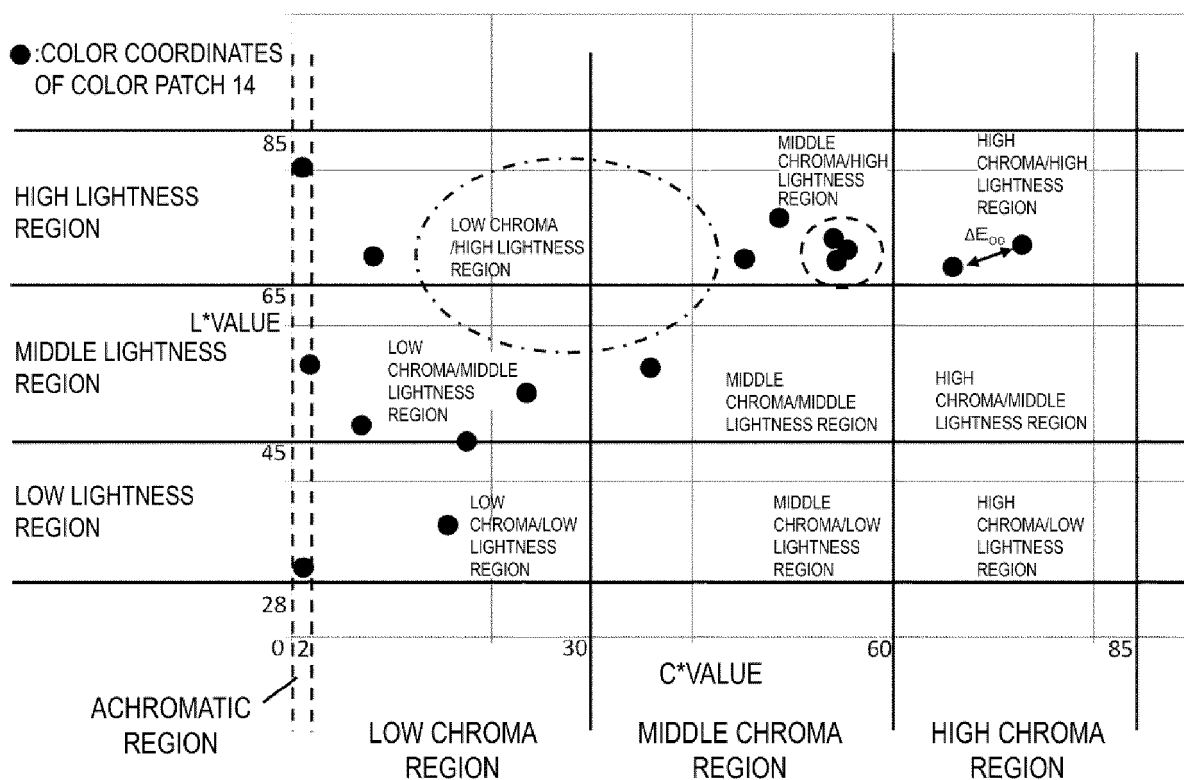 ●:COLOR COORDINATES
OF COLOR PATCH 14
85
HIGH LIGHTNESS
REGION
LOW CHROMA
/HIGH LIGHTNESS
REGION
MIDDLE
CHROMA/HIGH
LIGHTNESS
REGION
HIGH
CHROMA/HIGH
LIGHTNESS
REGION
ΔE₀₀
65
L*VALUE
MIDDLE LIGHTNESS
REGION
LOW
CHROMA/MIDDLE
LIGHTNESS
REGION
MIDDLE
CHROMA/MIDDLE
LIGHTNESS REGION
HIGH
CHROMA/MIDDLE
LIGHTNESS REGION
45
LOW LIGHTNESS
REGION
LOW
CHROMA/LOW
LIGHTNESS
REGION
MIDDLE
CHROMA/LOW
LIGHTNESS
REGION
HIGH
CHROMA/LOW
LIGHTNESS
REGION
28
0 2 30 60 85
C*VALUE
ACHROMATIC
REGION
LOW CHROMA
REGION
MIDDLE CHROMA
REGION
HIGH CHROMA
REGION